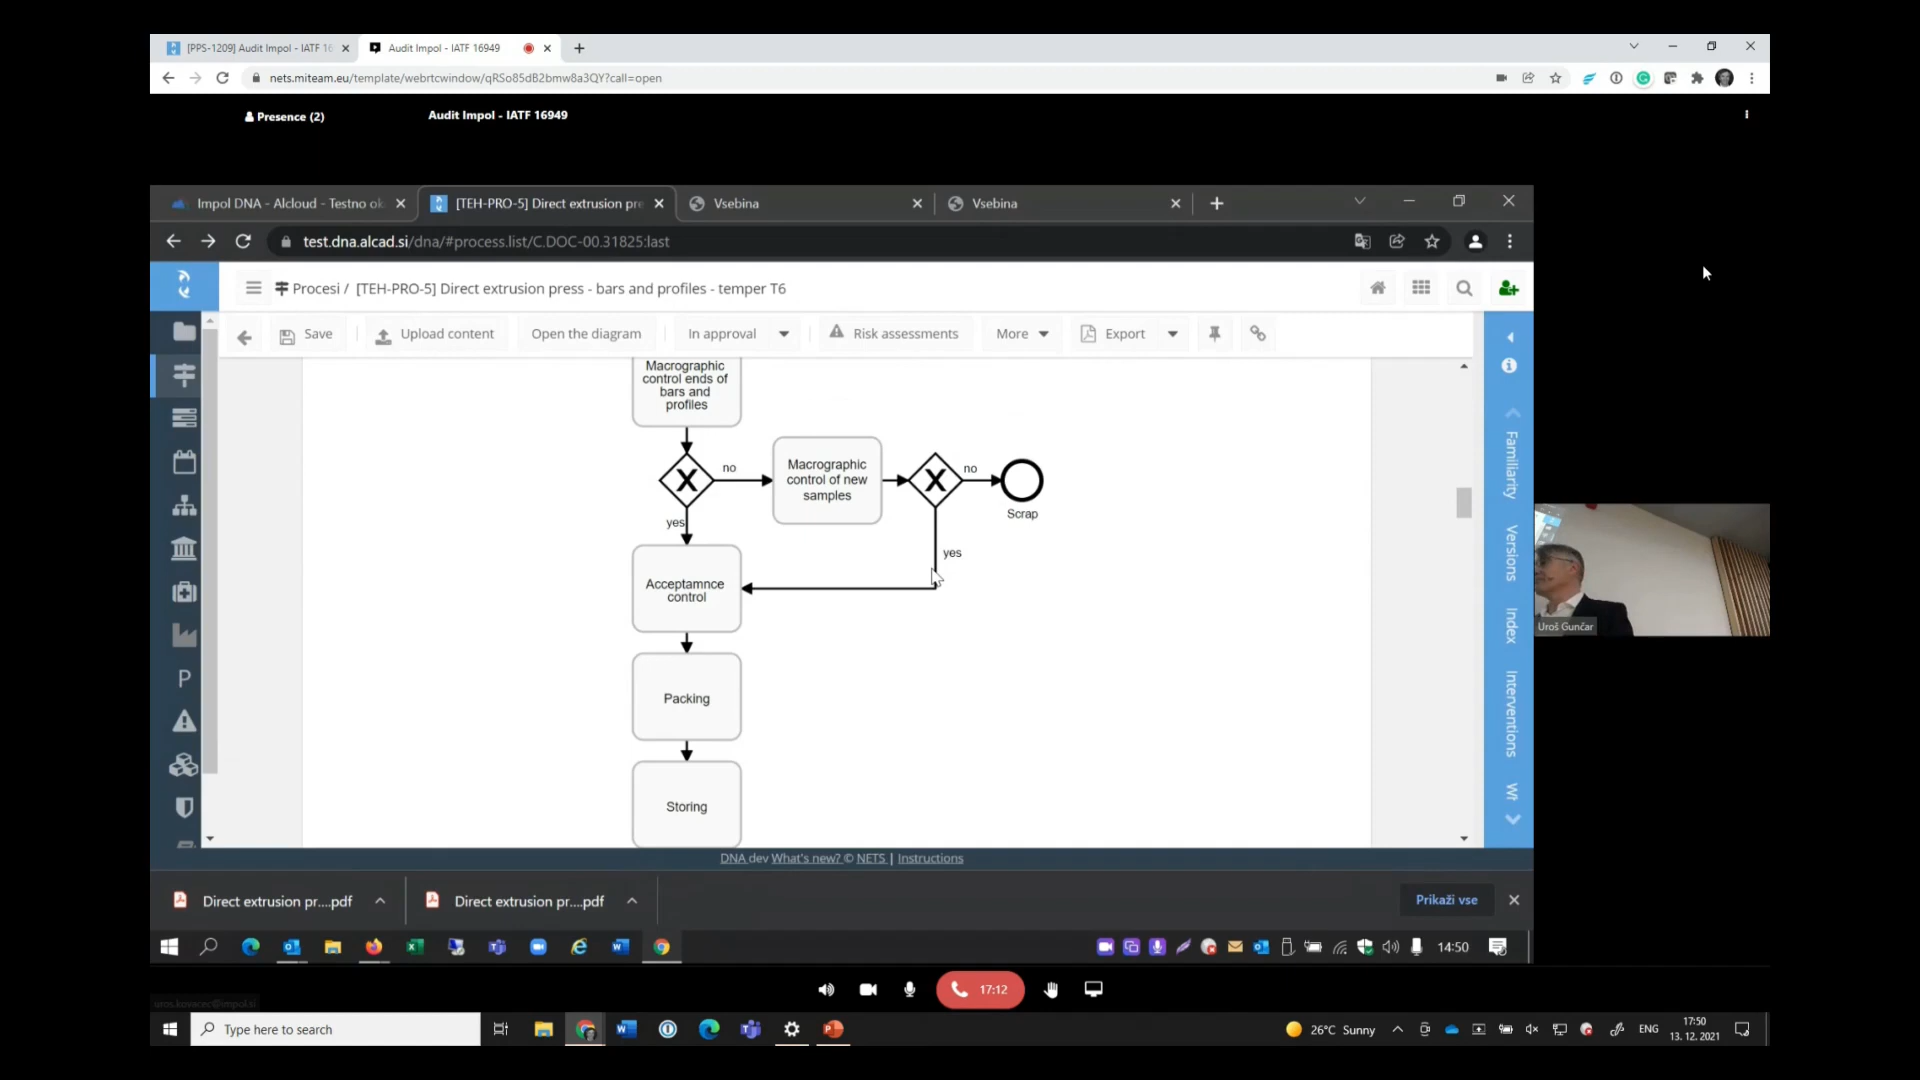 [PPS-1209] Audit Impol - IATF 16
Audit Impol - IATF 16949
nets.miteam.eu/template/webrtcwindow/qRSo85dB2bmw8a3QY?call=open
Presence (2)
Audit Impol - IATF 16949
Impol DNA - Alcloud - Testno ok
[TEH-PRO-5] Direct extrusion pre
Vsebina
Vsebina
test.dna.alcad.si/dna/#process.list/C.DOC-00.31825:last
Procesi / [TEH-PRO-5] Direct extrusion press - bars and profiles - temper T6
Save
Upload content
Open the diagram
In approval
Risk assessments
More
Export
Macrographic
control ends of
bars and
profiles
X
no
Macrographic
control of new
samples
X
no
Scrap
yes
yes
Acceptamnce
control
Packing
Storing
P
Familiarity
Versions
Index
Interventions
Uroš Gunčar
DNA dev What's new? © NETS | Instructions
Direct extrusion pr....pdf
Direct extrusion pr....pdf
Prikaži vse
14:50
17:12
uros.kovacec@impol.si
Type here to search
26°C Sunny
ENG
17:50
13. 12. 2021